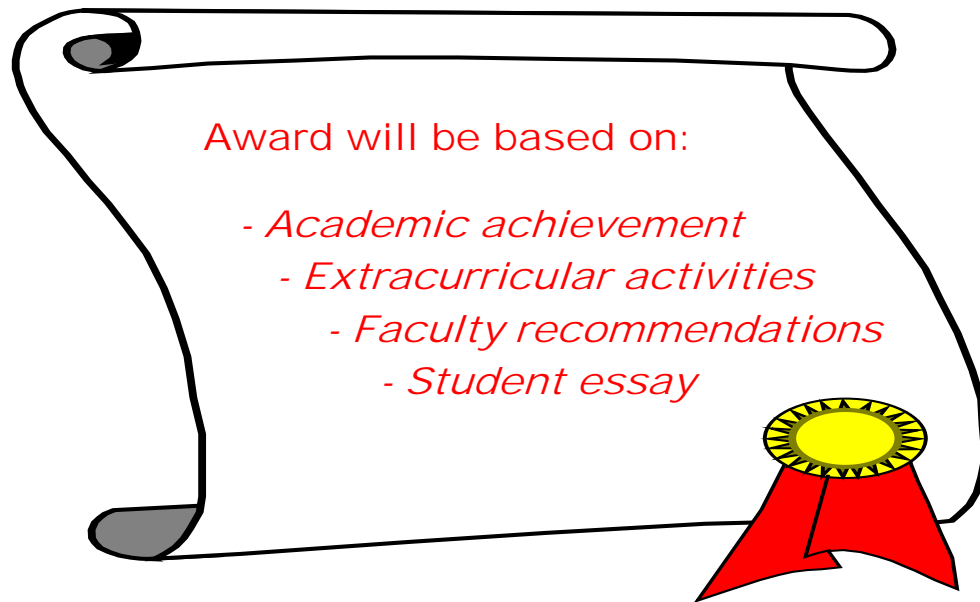 Award will be based on:
- Academic achievement
- Extracurricular activities
- Faculty recommendations
- Student essay